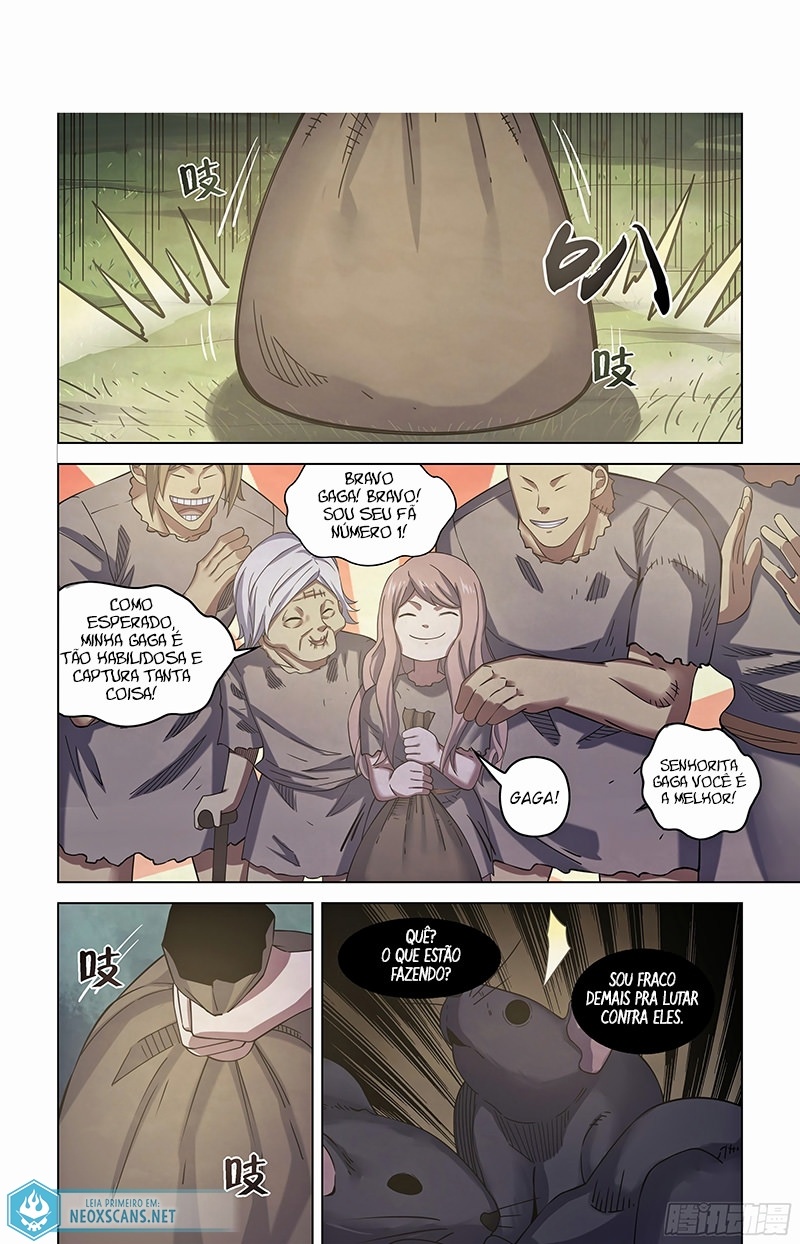 吱
叭
吱
BRAVO
GAGA! BRAVO!
SOU SEU FÃ
NÚMERO 1!
COMO
ESPERADO,
MINHA GAGA É
TÃO HABILIDOSA E
CAPTURA TANTA
COISA!
GAGA!
SENHORITA
GAGA VOCÊ É
A MELHOR!
吱
吱
QUÊ?
O QUE ESTÃO
FAZENDO?
SOU FRACO
DEMAIS PRA LUTAR
CONTRA ELES.
LEIA PRIMEIRO EM:
NEOXSCANS.NET
腾讯动漫